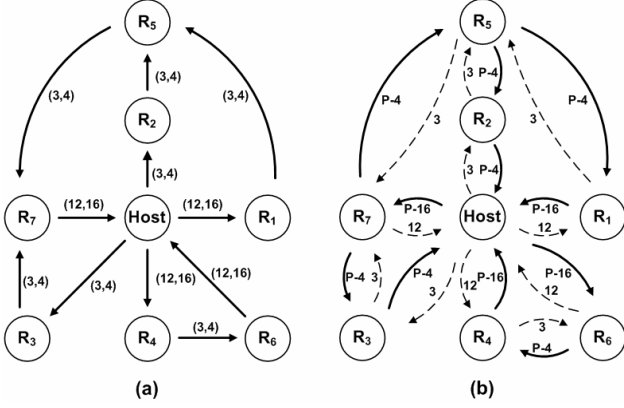 R5
(3,4)
(3,4)
(3,4)
R2
(3,4)
R7
(12,16)
Host
(12,16)
R1
(3,4)
(3,4)
(12,16)
(12,16)
R3
R4
(3,4)
R6
(a)
R5
3
P-4
P-4
3
3
P-4
R2
3
P-4
R7
P-16
12
Host
P-16
12
R1
P-4
3
P-4
3
12
P-16
P-16
12
R3
R4
3
P-4
R6
(b)